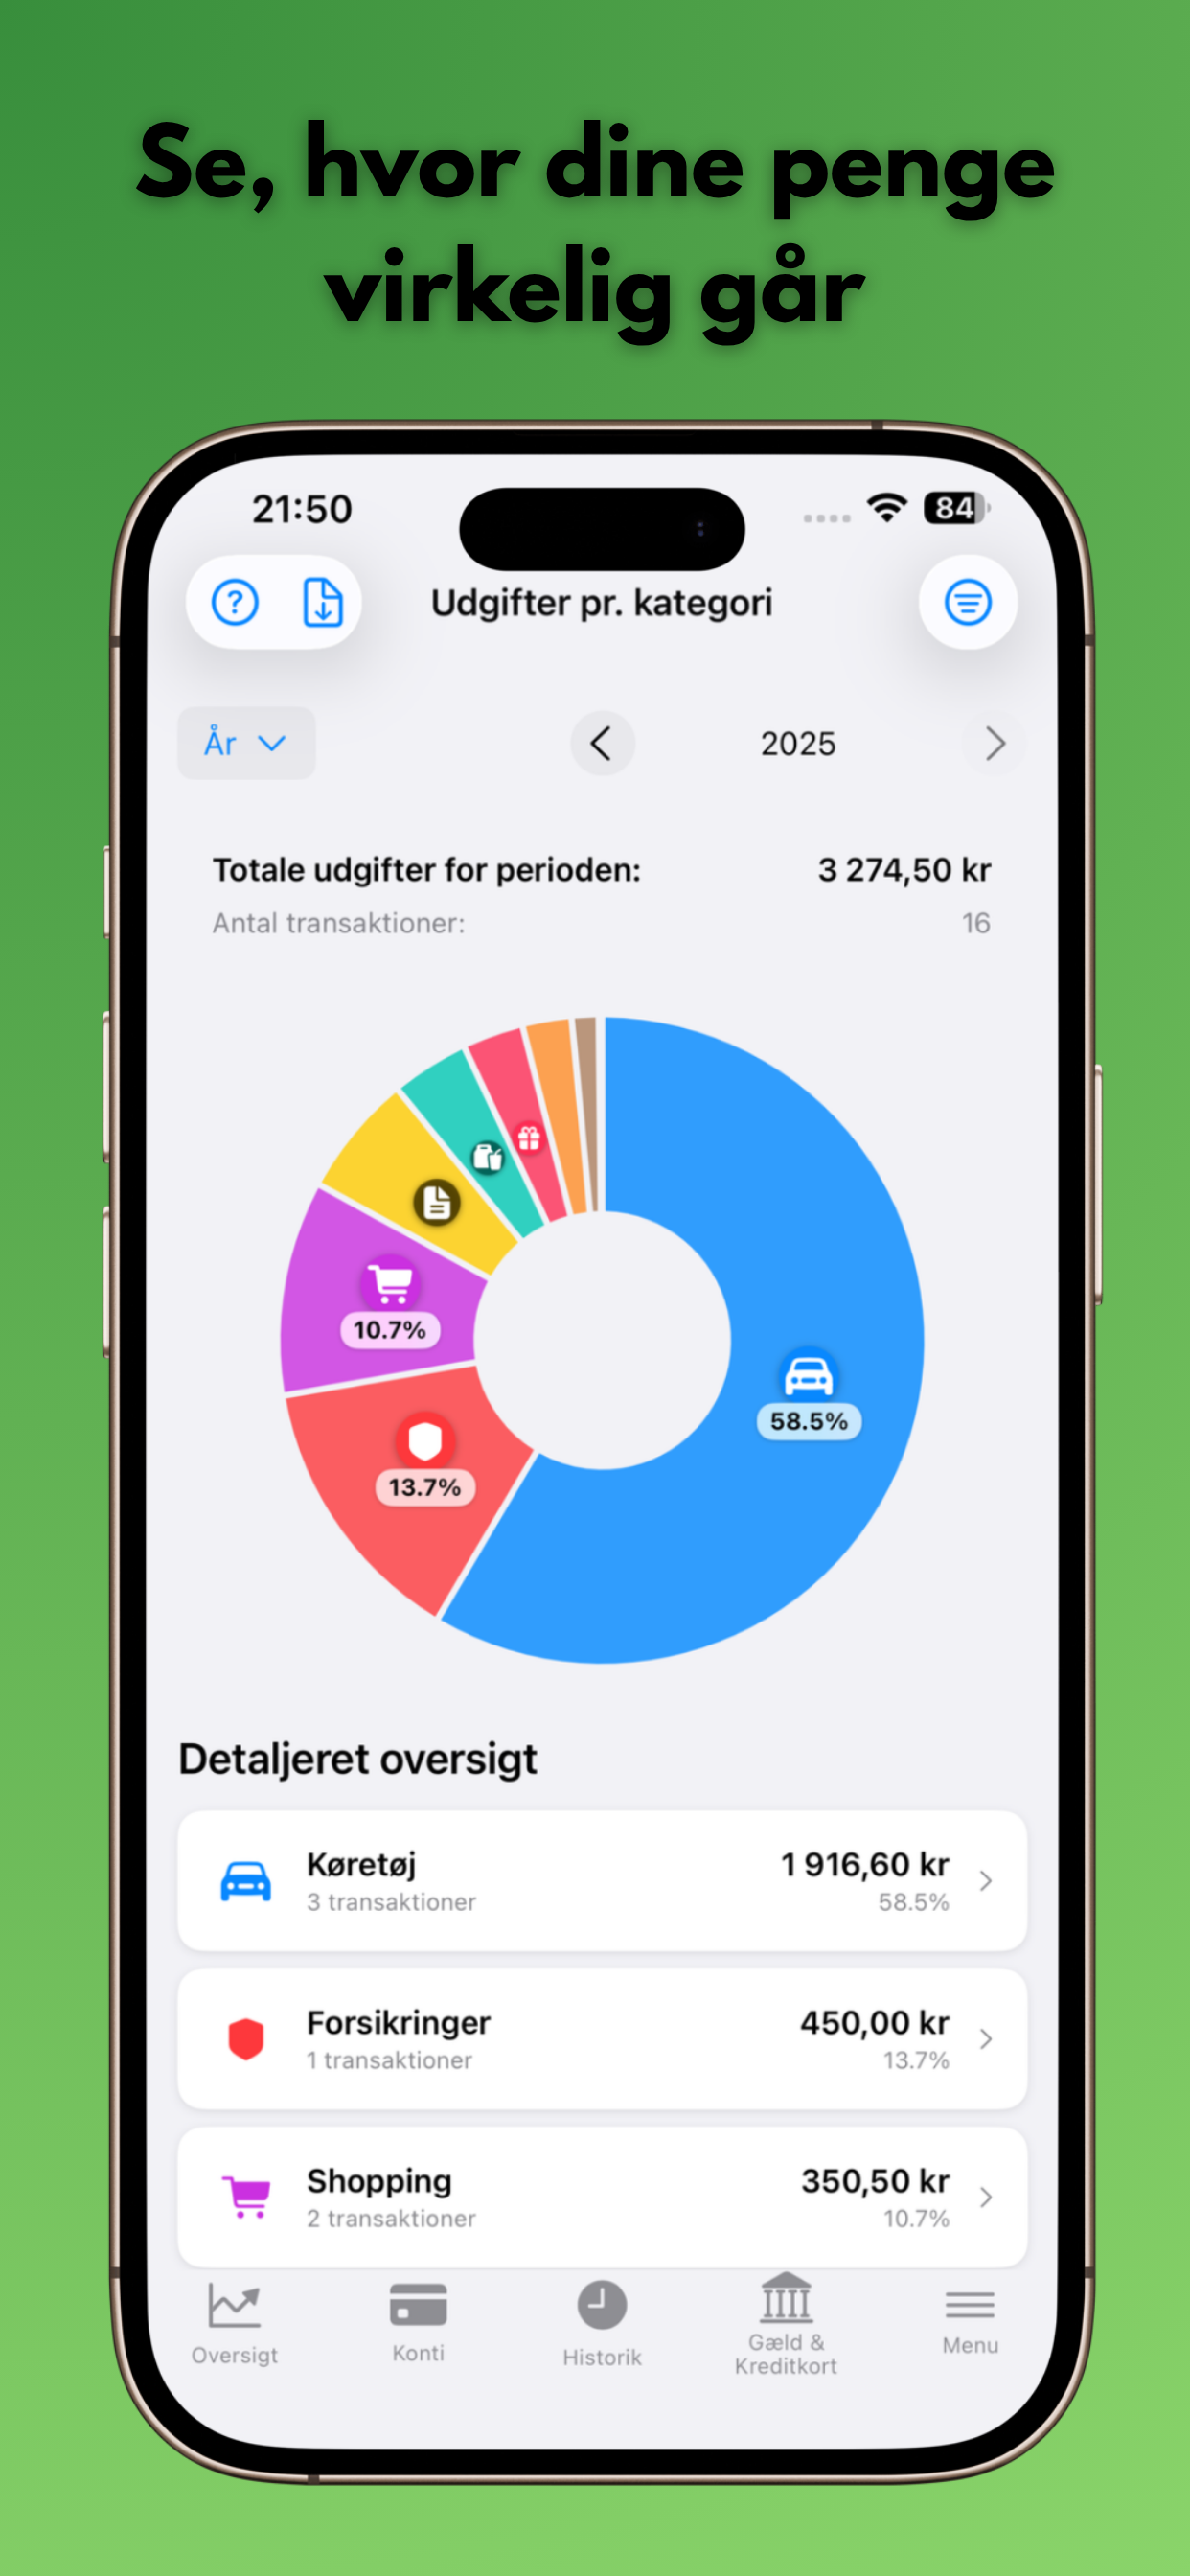 Se, hvor dine penge
virkelig går
21:50
84
Udgifter pr. kategori
År
2025
Totale udgifter for perioden:
3 274,50 kr
Antal transaktioner:
16
10.7%
58.5%
13.7%
Detaljeret oversigt
Køretøj
1 916,60 kr
3 transaktioner
58.5%
Forsikringer
450,00 kr
1 transaktioner
13.7%
Shopping
350,50 kr
2 transaktioner
10.7%
Oversigt
Konti
Historik
Gæld &
Kreditkort
Menu